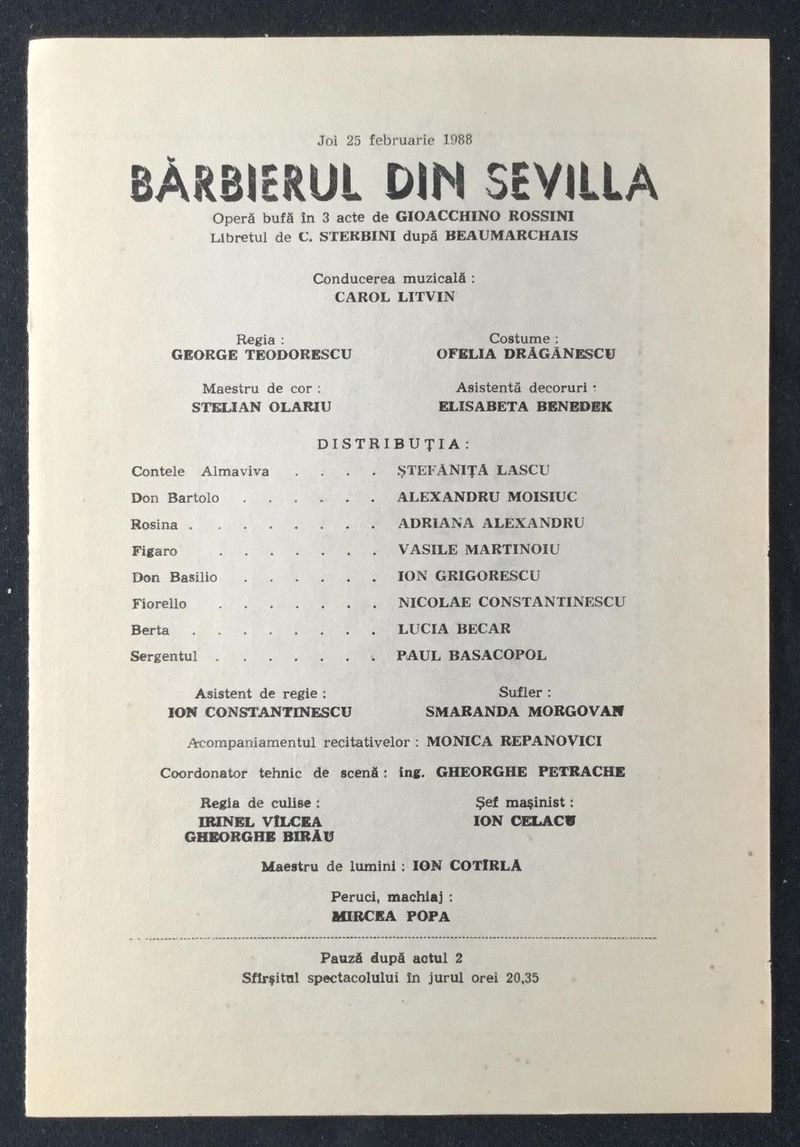 Joi 25 februarie 1988
BĂRBIERUL DIN SEVILLA
Operă bufă în 3 acte de GIOACCHINO ROSSINI
Libretul de C. STERBINI după BEAUMARCHAIS
Conducerea muzicală :
CAROL LITVIN
Regia :
GEORGE TEODORESCU
Costume :
OFELIA DRĂGĂNESCU
Maestru de cor :
STELIAN OLARIU
Asistentă decoruri :
ELISABETA BENEDEK
DISTRIBUȚIA:
Contele Almaviva . . . . ȘTEFĂNIȚĂ LASCU
Don Bartolo . . . . . . ALEXANDRU MOISIUC
Rosina . . . . . . . . ADRIANA ALEXANDRU
Figaro . . . . . . . VASILE MARTINOIU
Don Basilio . . . . . . ION GRIGORESCU
Fiorello . . . . . . . NICOLAE CONSTANTINESCU
Berta . . . . . . . . LUCIA BECAR
Sergentul . . . . . . . PAUL BASACOPOL
Asistent de regie :
ION CONSTANTINESCU
Sufler :
SMARANDA MORGOVAN
Acompaniamentul recitativelor : MONICA REPANOVICI
Coordonator tehnic de scenă : ing. GHEORGHE PETRACHE
Regia de culise :
IRINEL VÎLCEA
GHEORGHE BIRĂU
Șef mașinist :
ION CELACU
Maestru de lumini : ION COTÎRLĂ
Peruci, machiaj :
MIRCEA POPA
Pauză după actul 2
Sfîrșitul spectacolului în jurul orei 20,35